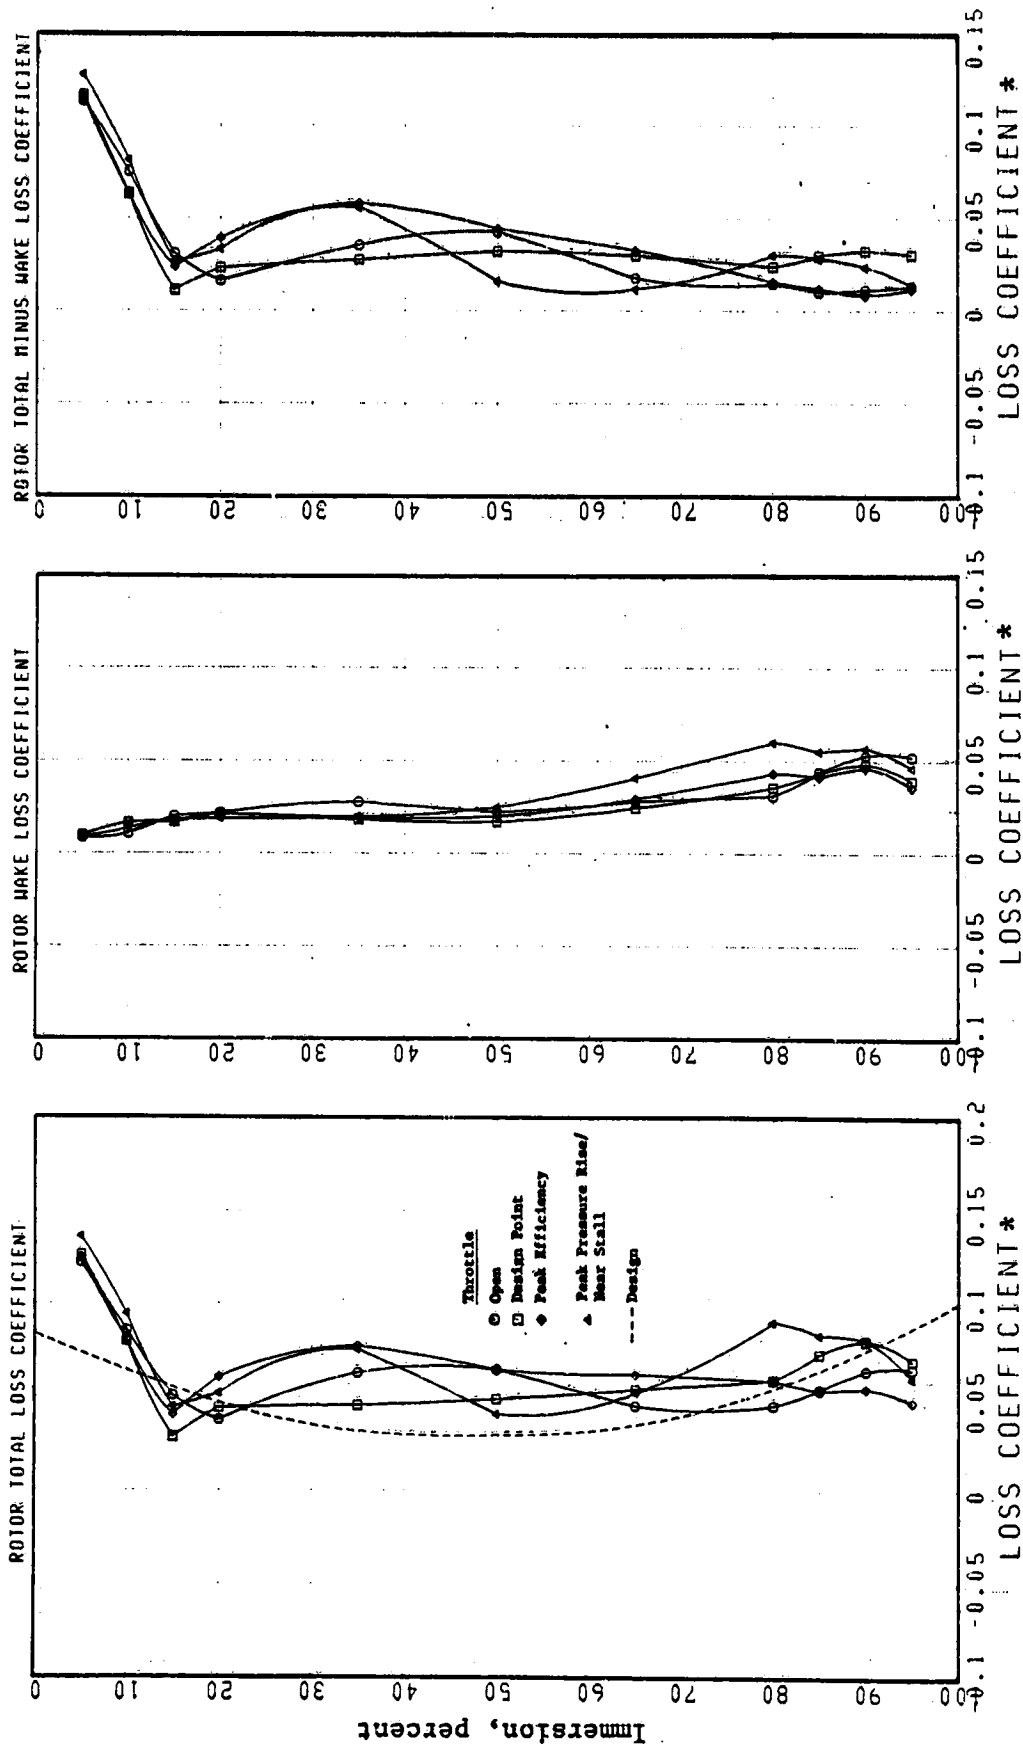 ROTOR TOTAL LOSS COEFFICIENT
Immersion, percent
0
10
20
30
40
50
60
70
80
90
100
-0.1 -0.05 0 0.05 0.1 0.15 0.2
LOSS COEFFICIENT *
Throttle
Open
Design Point
Peak Efficiency
Peak Pressure Rise/
Near Stall
Design
ROTOR WAKE LOSS COEFFICIENT
0
10
20
30
40
50
60
70
80
90
100
-0.1 -0.05 0 0.05 0.1 0.15
LOSS COEFFICIENT *
ROTOR TOTAL MINUS WAKE LOSS COEFFICIENT
0
10
20
30
40
50
60
70
80
90
100
-0.1 -0.05 0 0.05 0.1 0.15
LOSS COEFFICIENT *